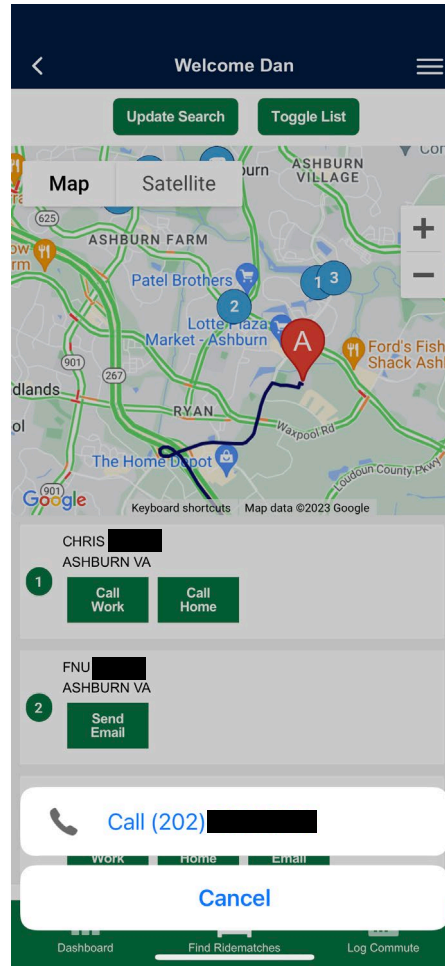 Welcome Dan
Update Search
Toggle List
Map
Satellite
ASHBURN
VILLAGE
625
ASHBURN FARM
Patel Brothers
1
3
2
Lotte Plaza
Market - Ashburn
A
Ford's Fish
Shack Ash
901
267
dlands
RYAN
Waxpool Rd
The Home Depot
Loudoun County Pkwy
901
Google
Keyboard shortcuts
Map data ©2023 Google
CHRIS
ASHBURN VA
1
Call
Work
Call
Home
FNU
ASHBURN VA
2
Send
Email
Call (202)
Work
Home
Email
Cancel
Dashboard
Find Ridematches
Log Commute